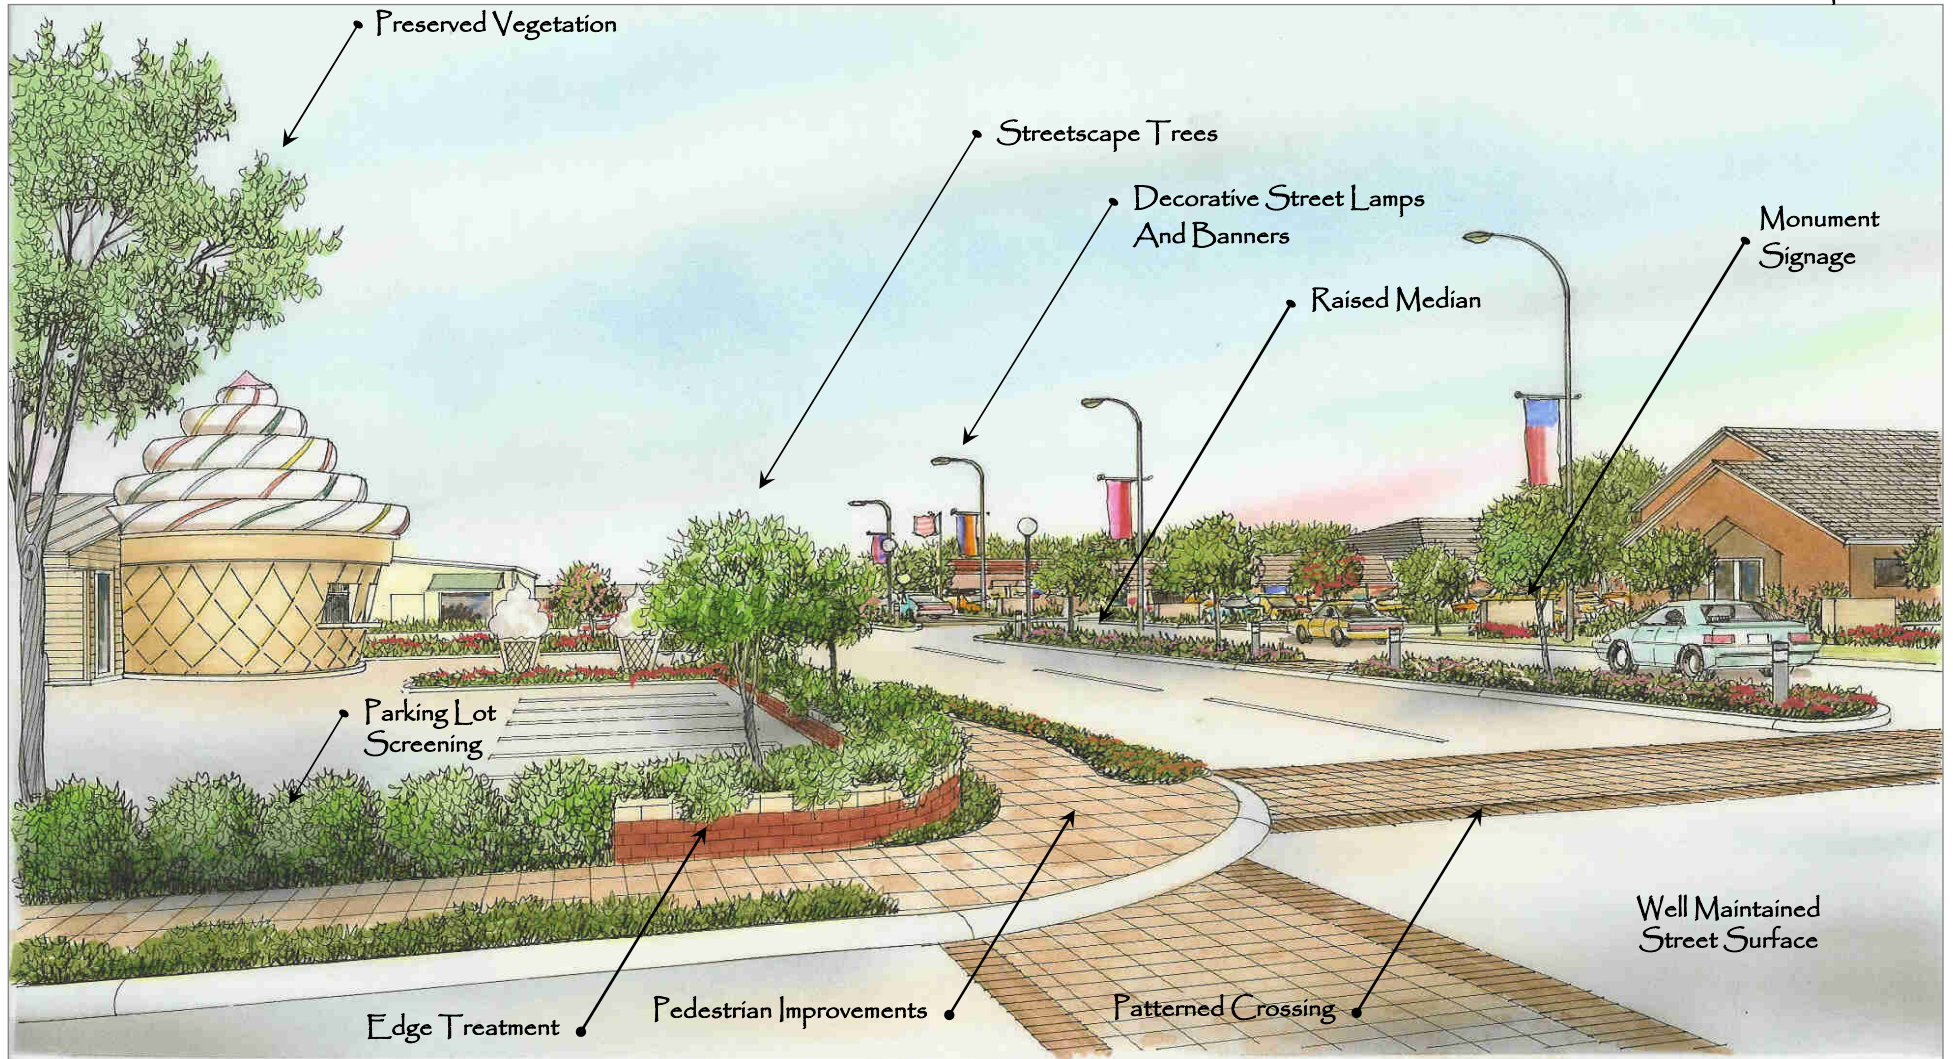 Preserved Vegetation
Streetscape Trees
Decorative Street Lamps
And Banners
Monument
Signage
Raised Median
Parking Lot
Screening
Well Maintained
Street Surface
Pedestrian Improvements
Patterned Crossing
Edge Treatment